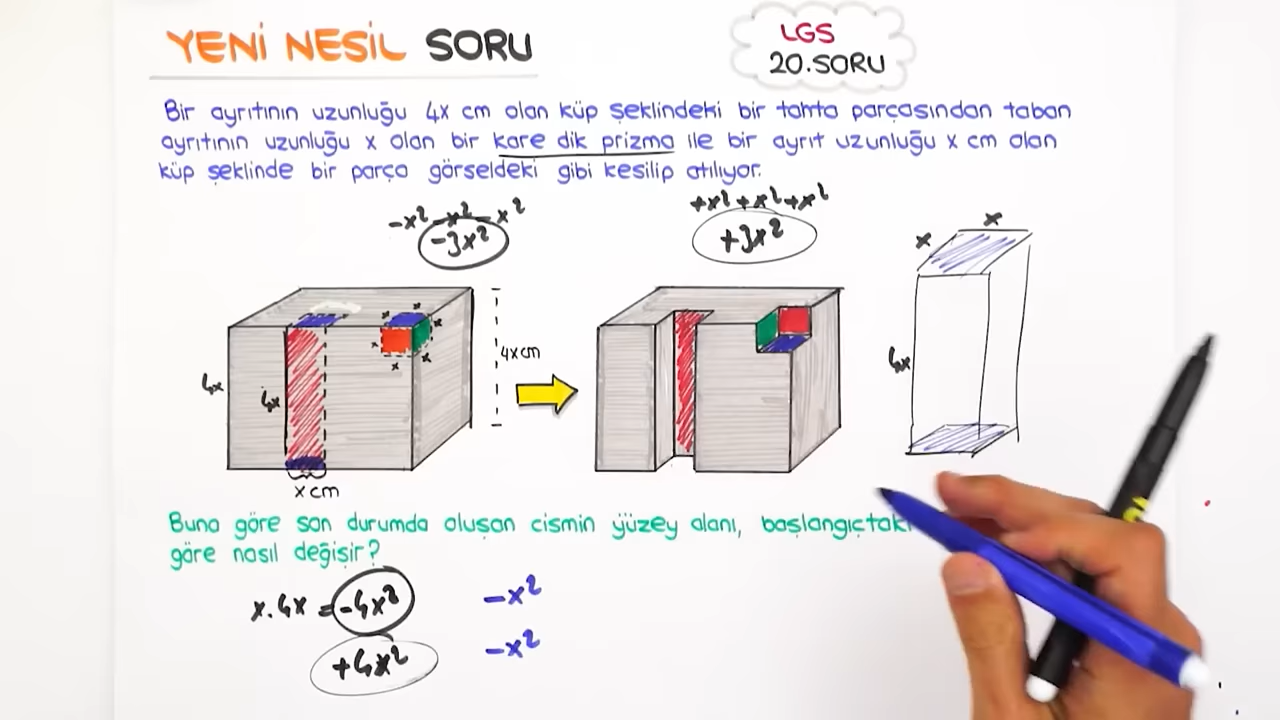 YENİ NESİL SORU
LGS
20.SORU
Bir ayrıtının uzunluğu 4x cm olan küp şeklindeki bir tahta parçasından taban
ayrıtının uzunluğu x olan bir kare dik prizma ile bir ayrıt uzunluğu x cm olan
küp şeklinde bir parça görseldeki gibi kesilip atılıyor.
-x² -x² -x²
-3x²
+x² +x² +x²
+3x²
x
x
x
x
x
x
x
x
4x
4x
4xcm
4x
xcm
Buna göre son durumda oluşan cismin yüzey alanı, başlangıçtaki
göre nasıl değişir?
x.4x = -4x²
-x²
+4x²
-x²